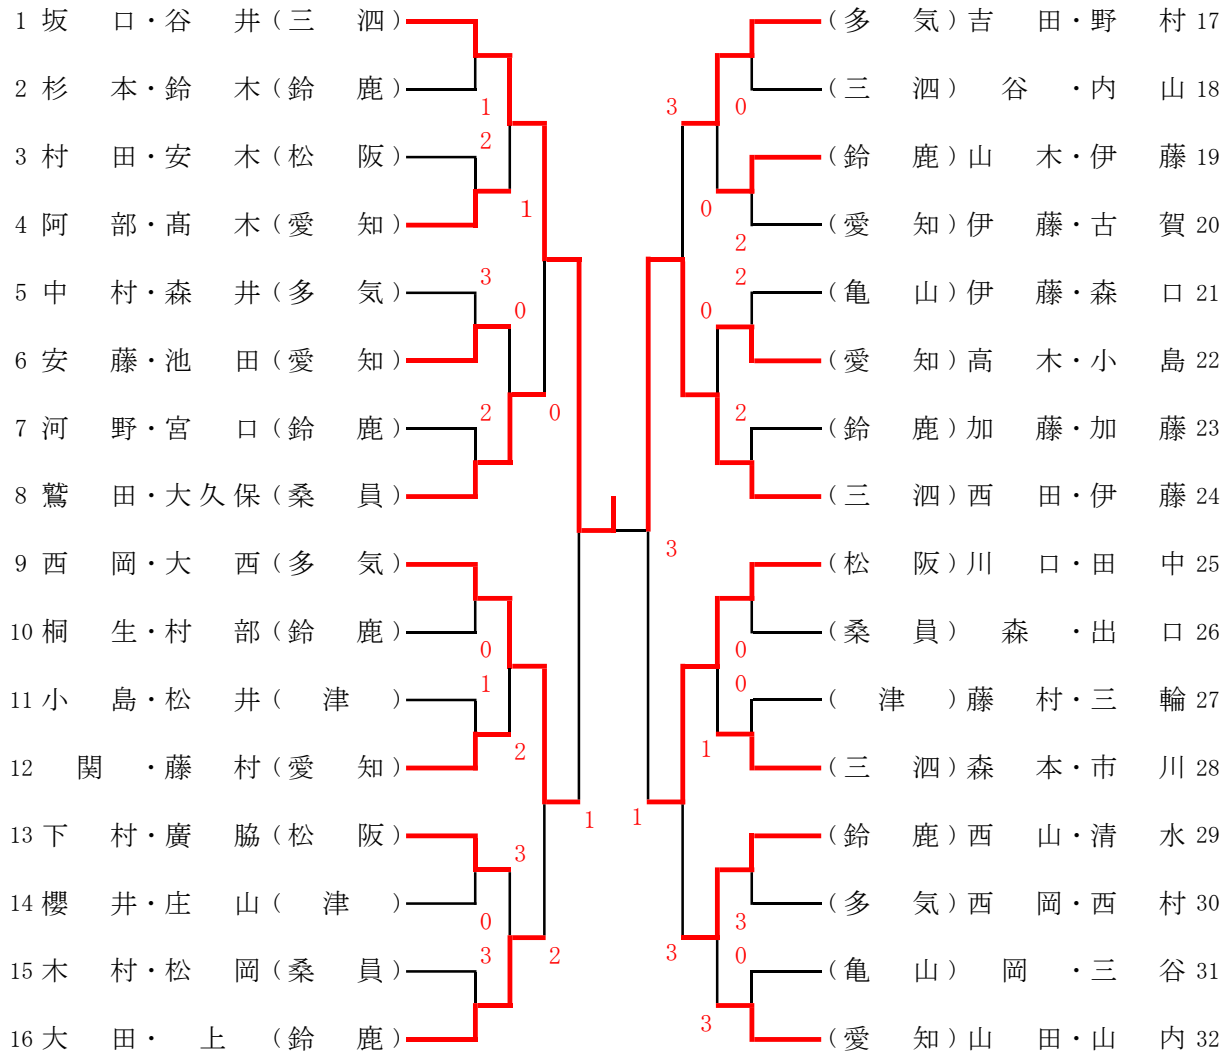 1 坂口・谷井(三泗)
2 杉本・鈴木(鈴鹿)
3 村田・安木(松阪)
4 阿部・髙木(愛知)
5 中村・森井(多気)
6 安藤・池田(愛知)
7 河野・宮口(鈴鹿)
8 鷲田・大久保(桑員)
9 西岡・大西(多気)
10 桐生・村部(鈴鹿)
11 小島・松井(津)
12 関・藤村(愛知)
13 下村・廣脇(松阪)
14 櫻井・庄山(津)
15 木村・松岡(桑員)
16 大田・上(鈴鹿)
1
2
1
3
0
2
0
0
1
2
1
3
0
3
2
3
0
0
2
2
0
2
3
0
0
1
1
3
0
3
3
(多気)吉田・野村 17
(三泗)谷・内山 18
(鈴鹿)山木・伊藤 19
(愛知)伊藤・古賀 20
(亀山)伊藤・森口 21
(愛知)高木・小島 22
(鈴鹿)加藤・加藤 23
(三泗)西田・伊藤 24
(松阪)川口・田中 25
(桑員)森・出口 26
(津)藤村・三輪 27
(三泗)森本・市川 28
(鈴鹿)西山・清水 29
(多気)西岡・西村 30
(亀山)岡・三谷 31
(愛知)山田・山内 32